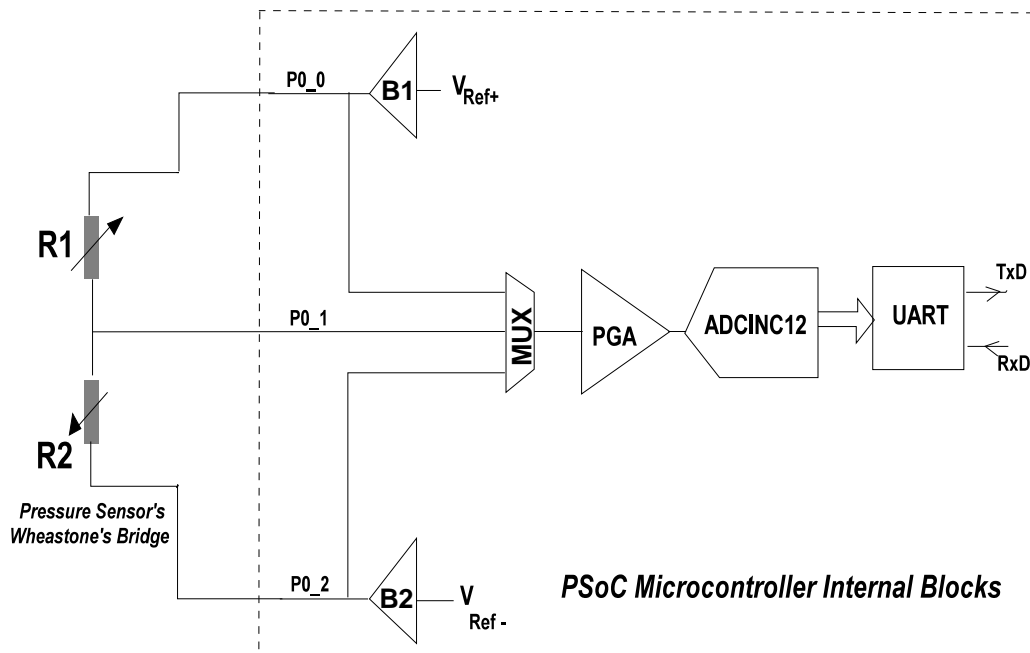 P0_0
B1
V Ref+
R1
P0_1
MUX
PGA
ADCINC12
UART
TxD
RxD
R2
Pressure Sensor's
Wheastone's Bridge
P0_2
B2
V Ref -
PSoC Microcontroller Internal Blocks